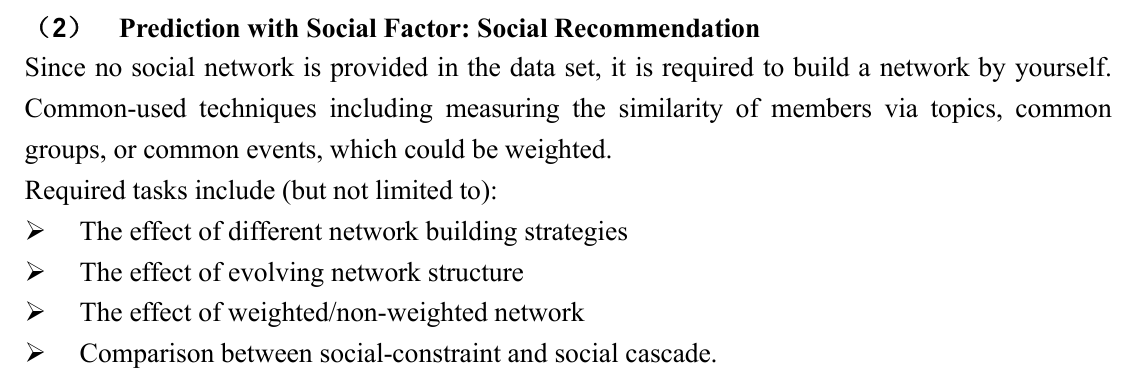 （2） Prediction with Social Factor: Social Recommendation
Since no social network is provided in the data set, it is required to build a network by yourself.
Common-used techniques including measuring the similarity of members via topics, common
groups, or common events, which could be weighted.
Required tasks include (but not limited to):
➢ The effect of different network building strategies
➢ The effect of evolving network structure
➢ The effect of weighted/non-weighted network
➢ Comparison between social-constraint and social cascade.